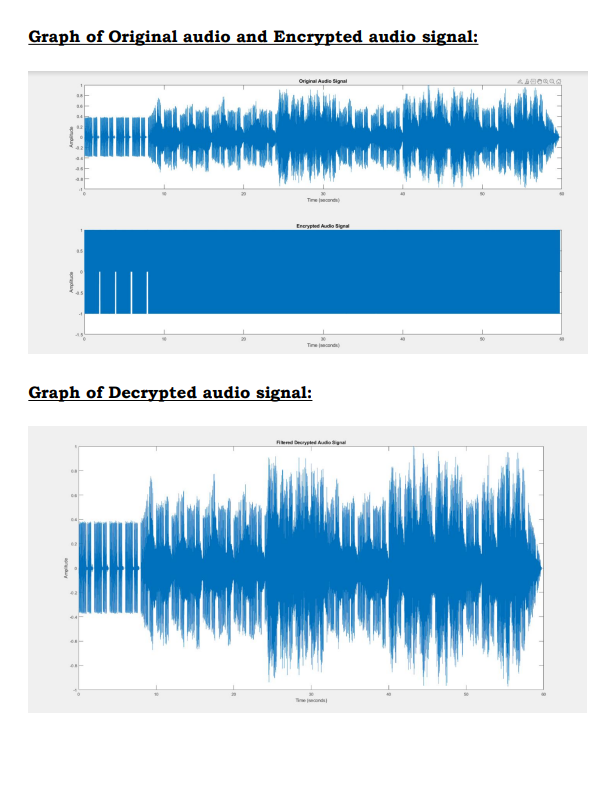 Graph of Original audio and Encrypted audio signal:
Original Audio Signal
1
0.8
0.6
0.4
0.2
0
-0.2
-0.4
-0.6
-0.8
-1
Amplitude
0 10 20 30 40 50 60
Time (seconds)
Encrypted Audio Signal
1
0.5
0
-0.5
-1
-1.5
Amplitude
0 10 20 30 40 50 60
Time (seconds)
Graph of Decrypted audio signal:
Filtered Decrypted Audio Signal
1
0.8
0.6
0.4
0.2
0
-0.2
-0.4
-0.6
-0.8
-1
Amplitude
0 10 20 30 40 50 60
Time (seconds)